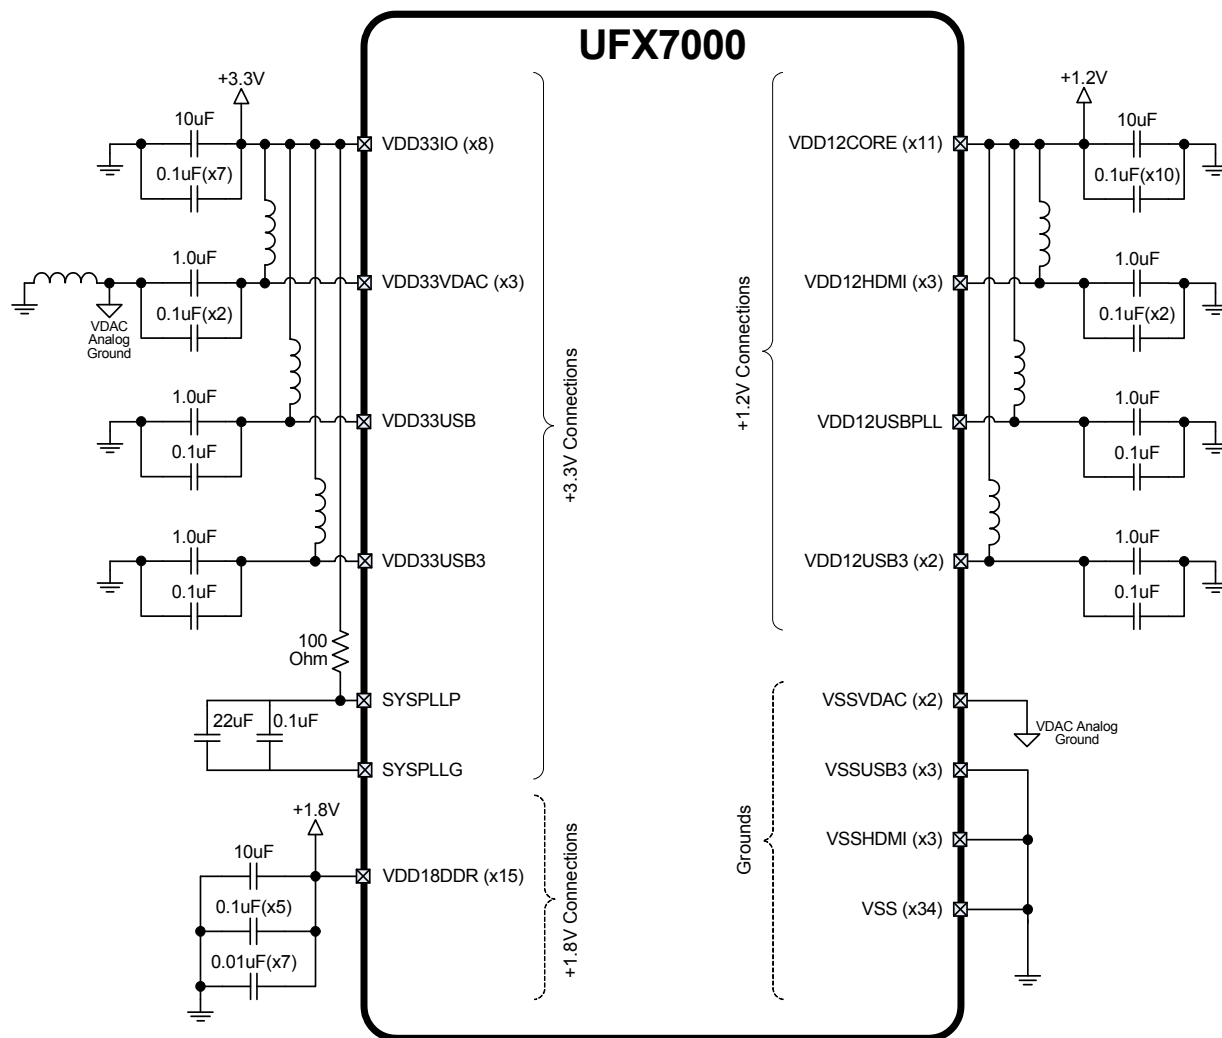 UFX7000
+3.3V
10uF
0.1uF(x7)
VDD33IO (x8)
1.0uF
0.1uF(x2)
VDAC
Analog
Ground
VDD33VDAC (x3)
1.0uF
0.1uF
VDD33USB
1.0uF
0.1uF
VDD33USB3
100
Ohm
22uF
0.1uF
SYSPLLP
SYSPLLG
+3.3V Connections
+1.8V
10uF
0.1uF(x5)
0.01uF(x7)
VDD18DDR (x15)
+1.8V Connections
+1.2V
VDD12CORE (x11)
10uF
0.1uF(x10)
VDD12HDMI (x3)
1.0uF
0.1uF(x2)
VDD12USBPLL
1.0uF
0.1uF
VDD12USB3 (x2)
1.0uF
0.1uF
+1.2V Connections
VSSVDAC (x2)
VDAC Analog
Ground
VSSUSB3 (x3)
VSSHDMI (x3)
VSS (x34)
Grounds